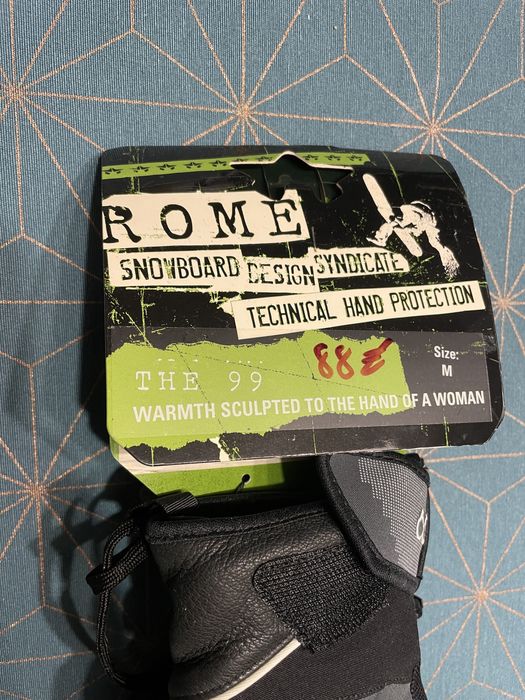 ROME
SNOWBOARD DESIGN SYNDICATE
TECHNICAL HAND PROTECTION
88€
Size:
M
THE 99
WARMTH SCULPTED TO THE HAND OF A WOMAN